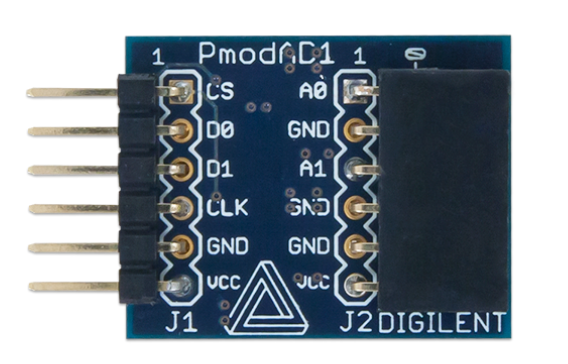 1 PmodAD1 1
CS A0
D0 GND
D1 A1
CLK GND
GND GND
VCC VCC
J1 J2 DIGILENT